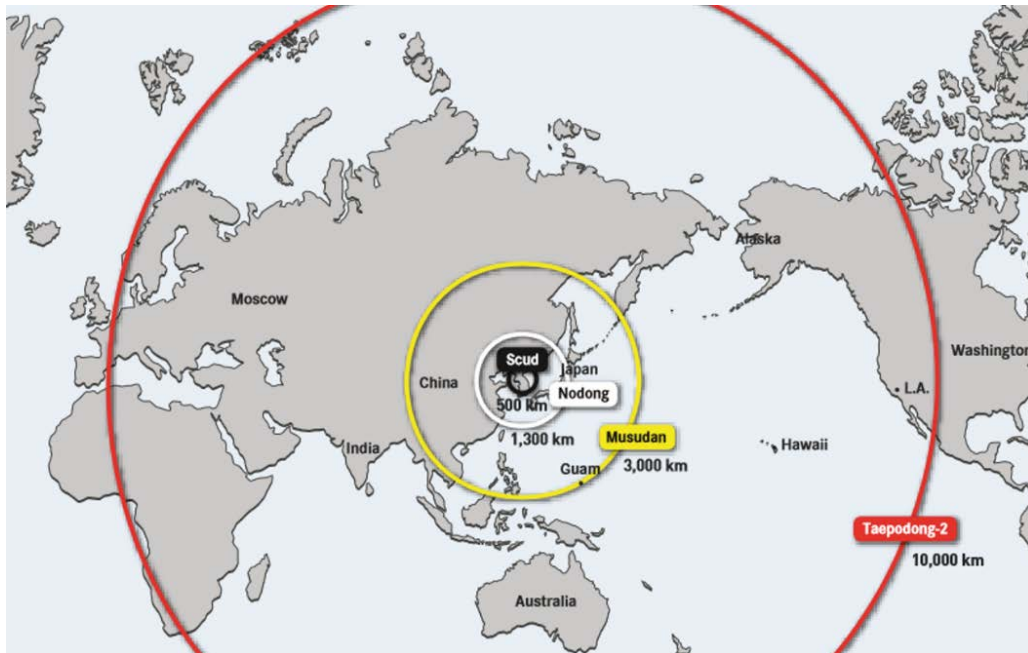 Alaska
Moscow
Washington
Scud
Japan
China
L.A.
Nodong
500 km
1,300 km
Musudan
Hawaii
India
3,000 km
Guam
Taepodong-2
10,000 km
Australia